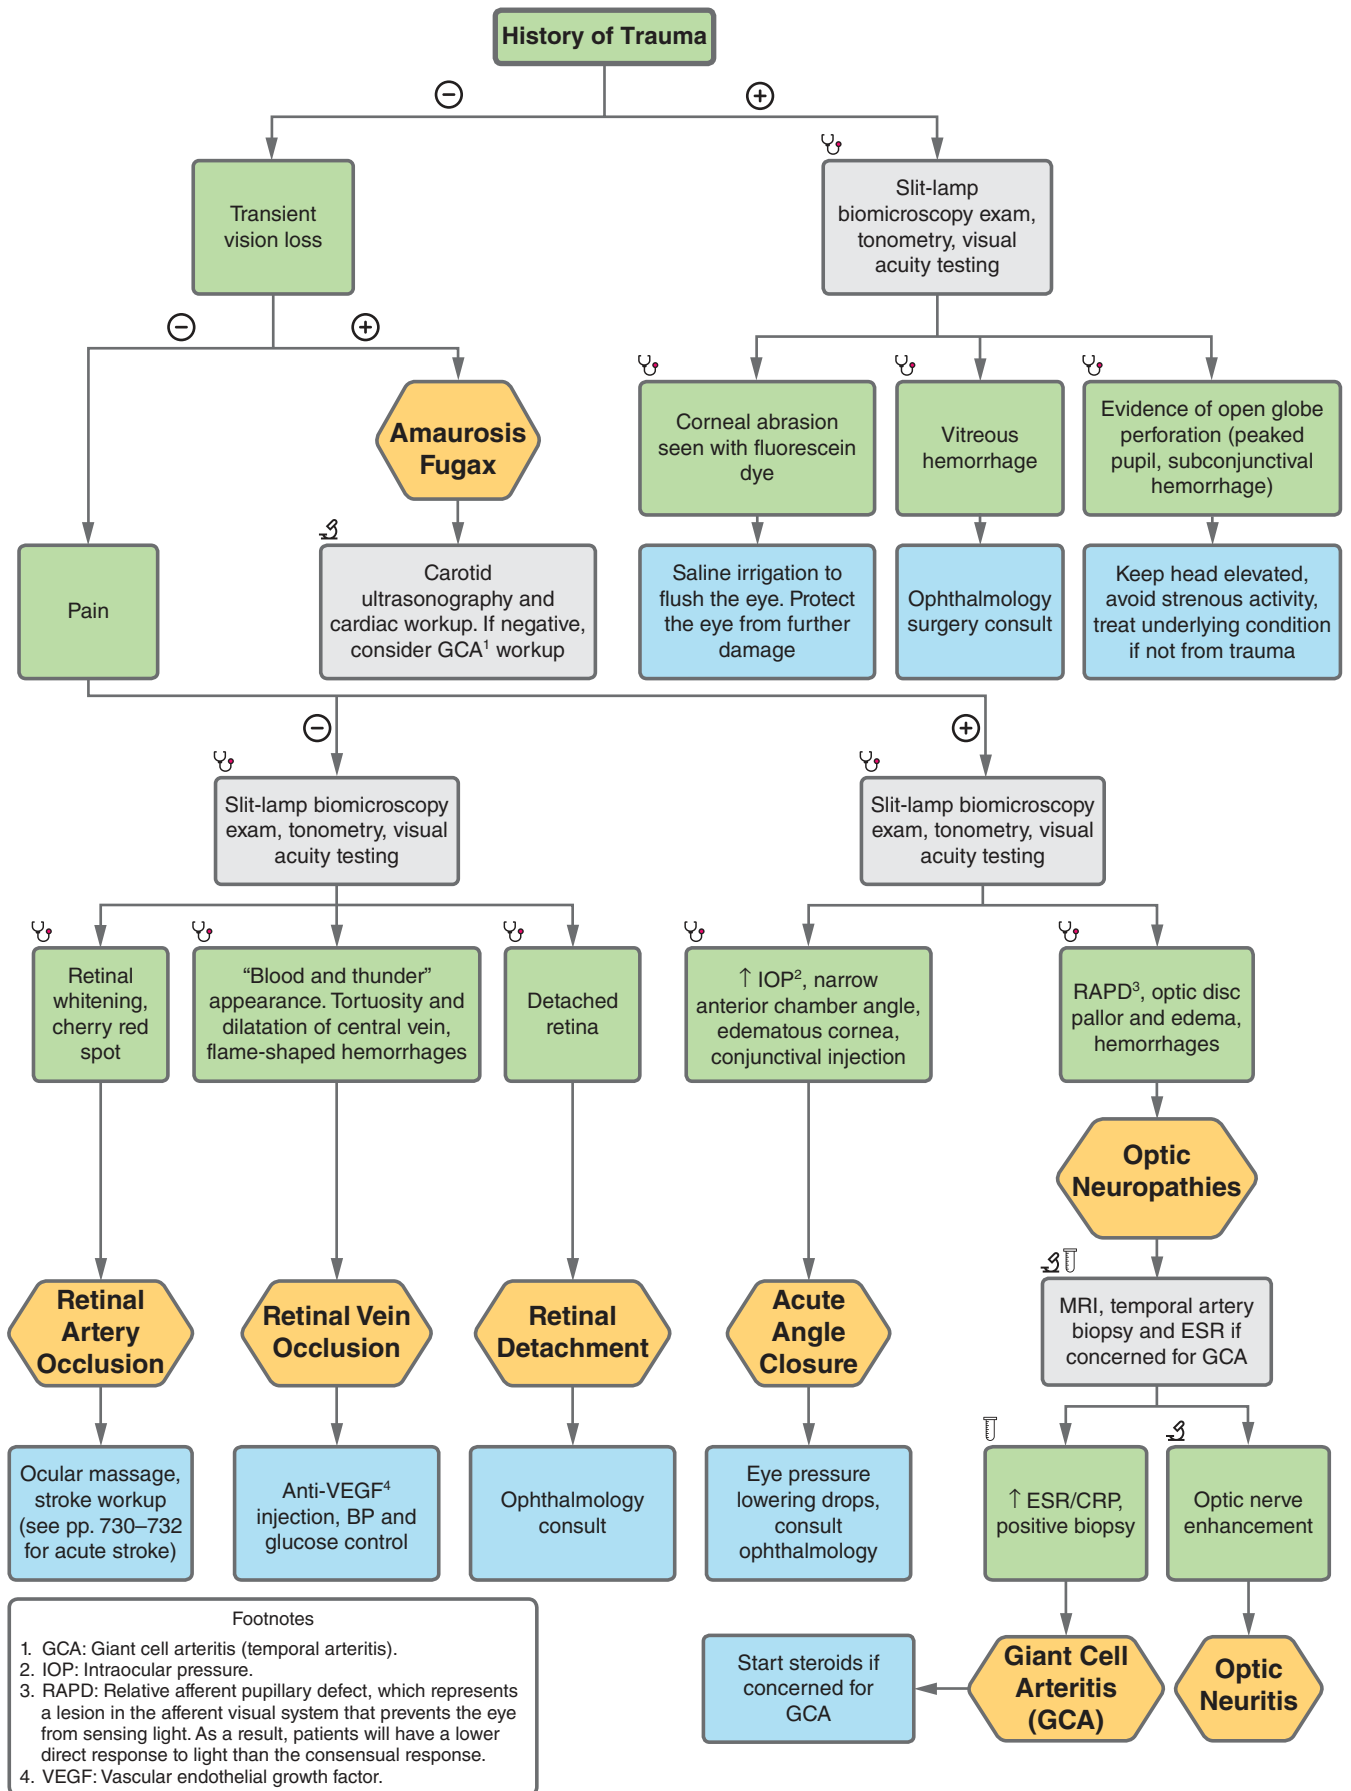 History of Trauma
−
+
Transient
vision loss
Slit-lamp
biomicroscopy exam,
tonometry, visual
acuity testing
−
+
Amaurosis
Fugax
Corneal abrasion
seen with fluorescein
dye
Vitreous
hemorrhage
Evidence of open globe
perforation (peaked
pupil, subconjunctival
hemorrhage)
Pain
Carotid
ultrasonography and
cardiac workup. If negative,
consider GCA¹ workup
Saline irrigation to
flush the eye. Protect
the eye from further
damage
Ophthalmology
surgery consult
Keep head elevated,
avoid strenous activity,
treat underlying condition
if not from trauma
−
+
Slit-lamp biomicroscopy
exam, tonometry, visual
acuity testing
Slit-lamp biomicroscopy
exam, tonometry, visual
acuity testing
Retinal
whitening,
cherry red
spot
“Blood and thunder”
appearance. Tortuosity and
dilatation of central vein,
flame-shaped hemorrhages
Detached
retina
↑ IOP², narrow
anterior chamber angle,
edematous cornea,
conjunctival injection
RAPD³, optic disc
pallor and edema,
hemorrhages
Optic
Neuropathies
Retinal
Artery
Occlusion
Retinal Vein
Occlusion
Retinal
Detachment
Acute
Angle
Closure
MRI, temporal artery
biopsy and ESR if
concerned for GCA
Ocular massage,
stroke workup
(see pp. 730–732
for acute stroke)
Anti-VEGF⁴
injection, BP and
glucose control
Ophthalmology
consult
Eye pressure
lowering drops,
consult
ophthalmology
↑ ESR/CRP,
positive biopsy
Optic nerve
enhancement
Start steroids if
concerned for
GCA
Giant Cell
Arteritis
(GCA)
Optic
Neuritis
Footnotes
1. GCA: Giant cell arteritis (temporal arteritis).
2. IOP: Intraocular pressure.
3. RAPD: Relative afferent pupillary defect, which represents
a lesion in the afferent visual system that prevents the eye
from sensing light. As a result, patients will have a lower
direct response to light than the consensual response.
4. VEGF: Vascular endothelial growth factor.